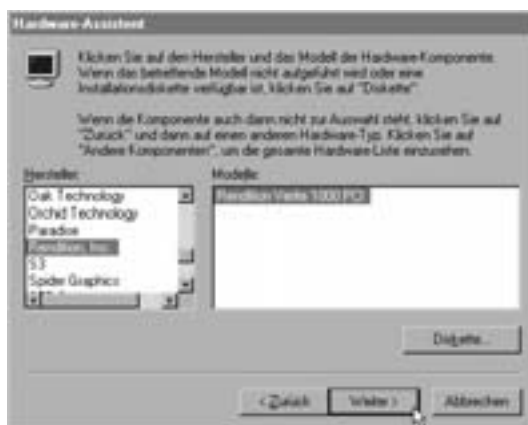 Hardware-Assistent
Klicken Sie auf den Hersteller und das Modell der Hardware-Komponente.
Wenn das betreffende Modell nicht aufgeführt wird oder eine
Installationsdiskette verfügbar ist, klicken Sie auf "Diskette".
Wenn die Komponente auch dann nicht zur Auswahl steht, klicken Sie auf
"Zurück" und dann auf einen anderen Hardware-Typ. Klicken Sie auf
"Andere Komponenten", um die gesamte Hardware-Liste einzusehen.
Hersteller:
Modelle:
Oak Technology
Orchid Technology
Paradise
Rendition, Inc.
S3
Spider Graphics
Rendition Verite 1000 PCI
Diskette...
< Zurück
Weiter >
Abbrechen